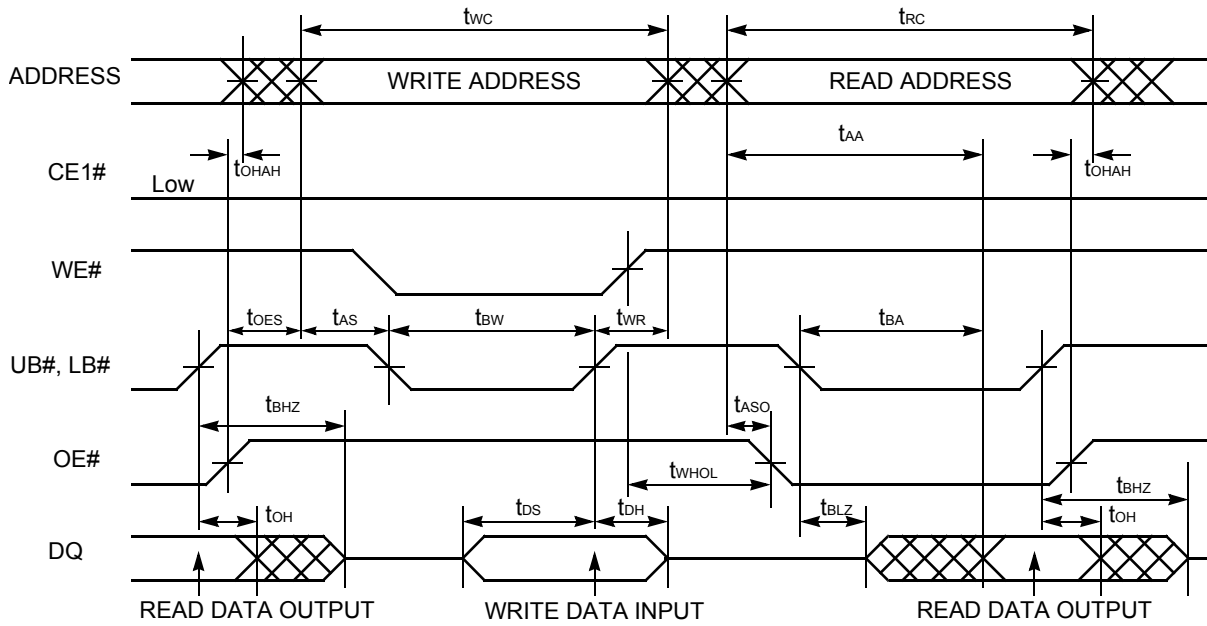 tWC
tRC
ADDRESS
WRITE ADDRESS
READ ADDRESS
tOHAH
tAA
tOHAH
CE1#
Low
WE#
tOES
tAS
tBW
tWR
tBA
UB#, LB#
tBHZ
tASO
OE#
tWHOL
tBHZ
tOH
tDS
tDH
tBLZ
tOH
DQ
READ DATA OUTPUT
WRITE DATA INPUT
READ DATA OUTPUT